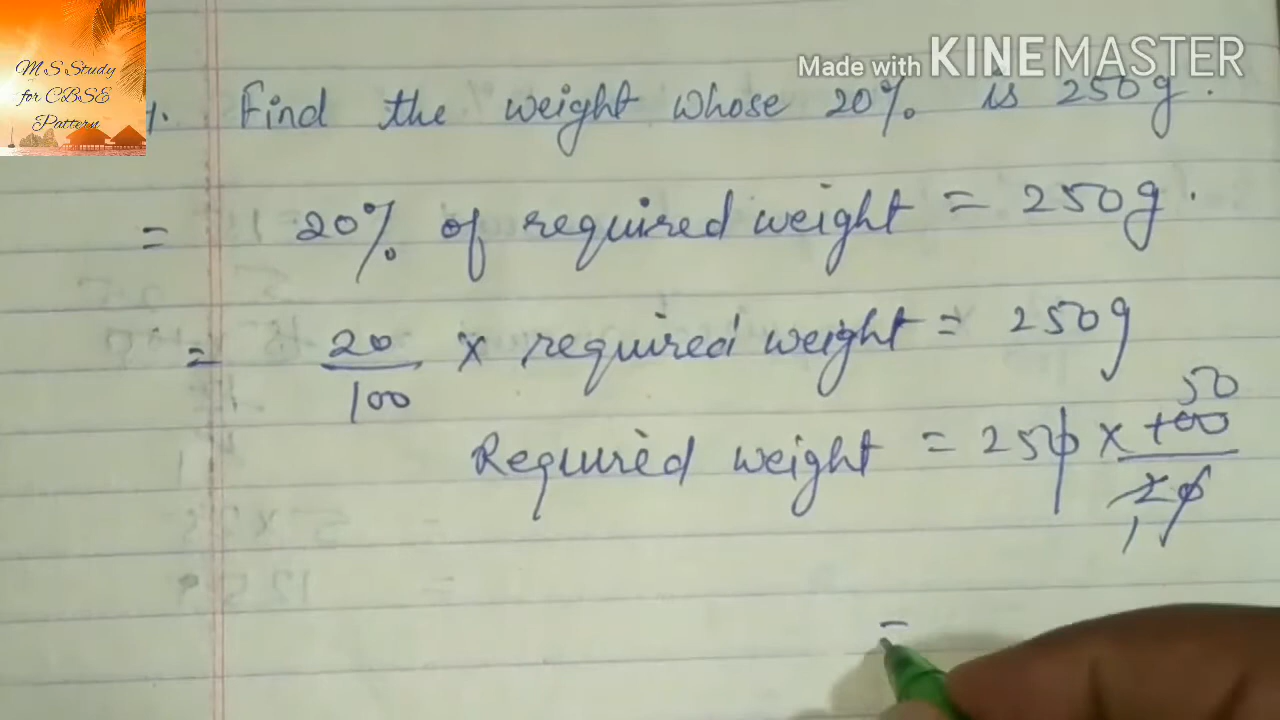 M.S Study
for CBSE
Pattern
Made with KINEMASTER
Find the weight whose 20% is 250g.
= 20% of required weight = 250g.
= 20/100 × required weight = 250g
50
Required weight = 250 × 100/20
1
=